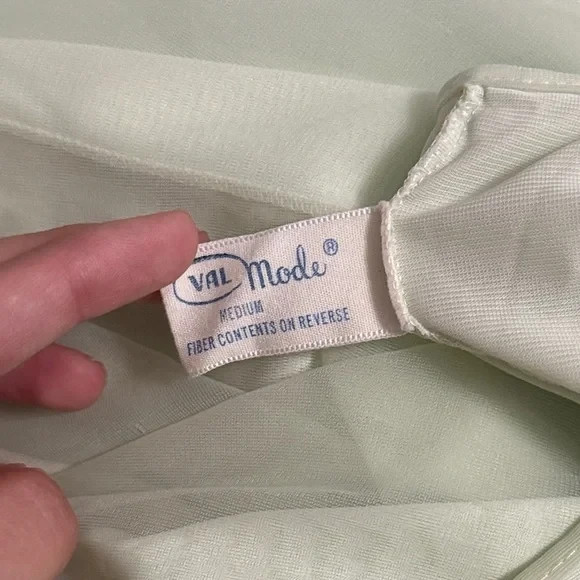 VAL Mode®
MEDIUM
FIBER CONTENTS ON REVERSE